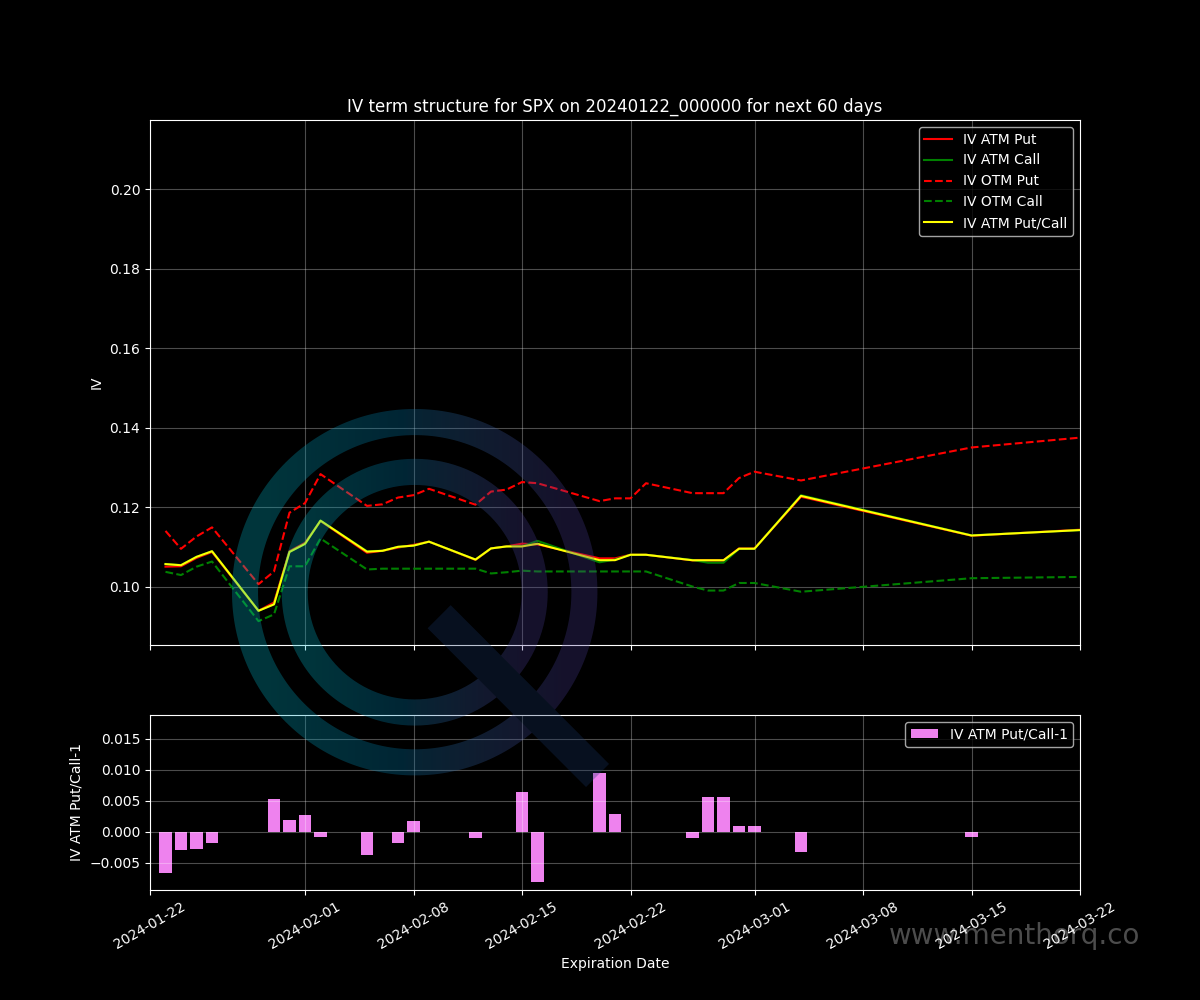 IV term structure for SPX on 20240122_000000 for next 60 days
IV ATM Put
IV ATM Call
IV OTM Put
IV OTM Call
IV ATM Put/Call
0.20
0.18
0.16
0.14
0.12
0.10
IV
IV ATM Put/Call-1
0.015
0.010
0.005
0.000
−0.005
IV ATM Put/Call-1
2024-01-22
2024-02-01
2024-02-08
2024-02-15
2024-02-22
2024-03-01
2024-03-08
2024-03-15
2024-03-22
www.menthorq.co
Expiration Date